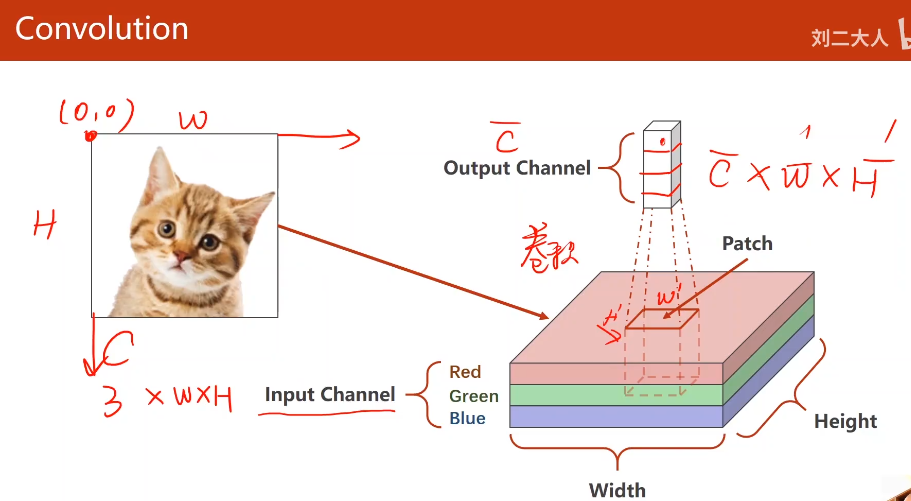 Convolution
刘二大人
(0,0)
W
H
C
3 × W × H
Input Channel
Red
Green
Blue
C̅
Output Channel
C̅ × W̅' × H̅'
卷积
Patch
W'
H'
Height
Width